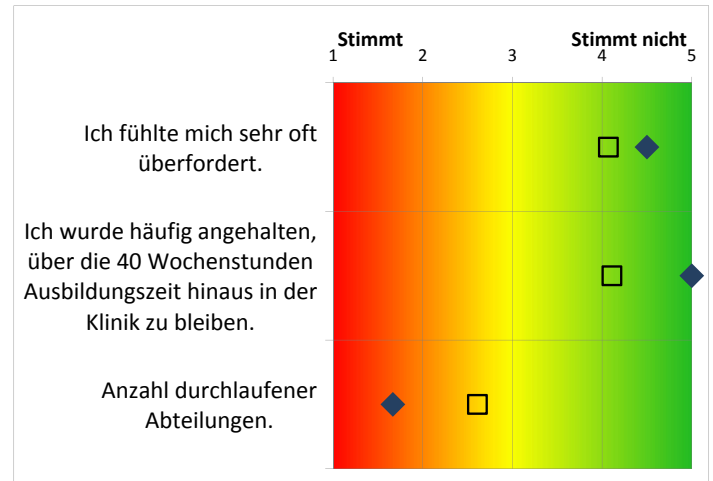 Stimmt Stimmt nicht
1 2 3 4 5
Ich fühlte mich sehr oft
überfordert.
Ich wurde häufig angehalten,
über die 40 Wochenstunden
Ausbildungszeit hinaus in der
Klinik zu bleiben.
Anzahl durchlaufener
Abteilungen.